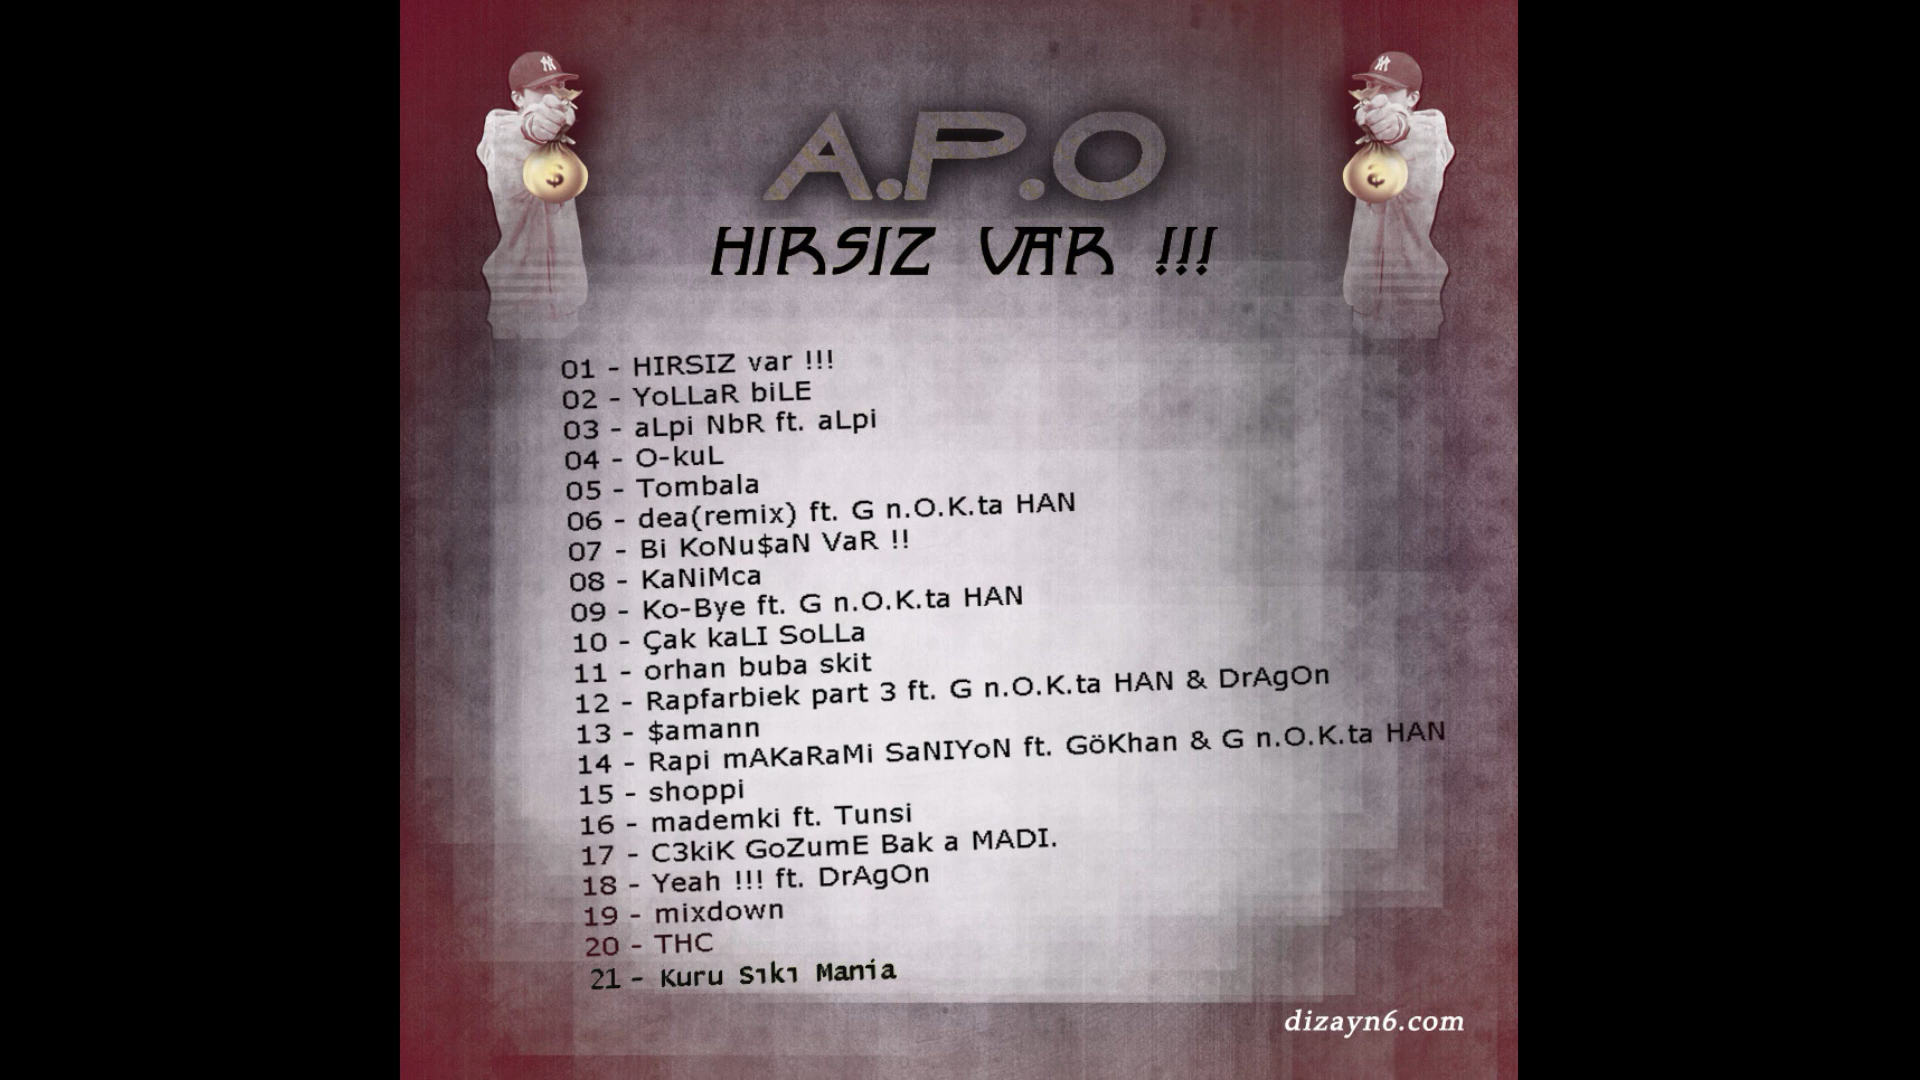 A.P.O
HIRSIZ VAR !!!
01 - HIRSIZ var !!!
02 - YoLLaR biLE
03 - aLpi NbR ft. aLpi
04 - O-kuL
05 - Tombala
06 - dea(remix) ft. G n.O.K.ta HAN
07 - Bi KoNu$aN VaR !!
08 - KaNiMca
09 - Ko-Bye ft. G n.O.K.ta HAN
10 - Çak kaLI SoLLa
11 - orhan buba skit
12 - Rapfarbiek part 3 ft. G n.O.K.ta HAN & DrAgOn
13 - $amann
14 - Rapi mAKaRaMi SaNIYoN ft. GöKhan & G n.O.K.ta HAN
15 - shoppi
16 - mademki ft. Tunsi
17 - C3kiK GoZumE Bak a MADI.
18 - Yeah !!! ft. DrAgOn
19 - mixdown
20 - THC
21 - Kuru Sıkı Mania
dizayn6.com